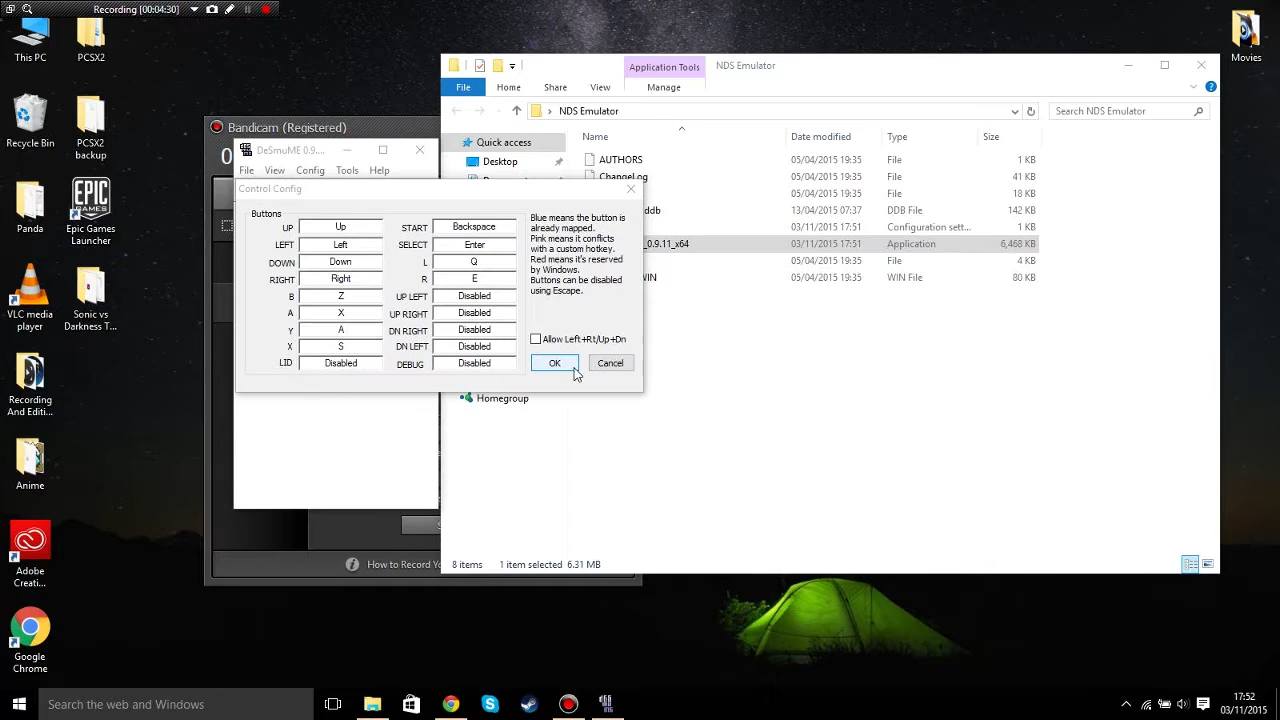 Recording [00:04:30]
This PC
PCSX2
Recycle Bin
PCSX2 backup
Panda
Epic Games Launcher
EPIC GAMES
VLC media player
Sonic vs Darkness T...
Recording And Editi...
Anime
Adobe Creati...
Google Chrome
Movies
Bandicam (Registered)
0
DeSmuME 0.9....
File View Config Tools Help
Control Config
Buttons
UP Up START Backspace
LEFT Left SELECT Enter
DOWN Down L Q
RIGHT Right R E
B Z UP LEFT Disabled
A X UP RIGHT Disabled
Y A DN RIGHT Disabled
X S DN LEFT Disabled
LID Disabled DEBUG Disabled
Blue means the button is
already mapped.
Pink means it conflicts
with a custom hotkey.
Red means it's reserved
by Windows.
Buttons can be disabled
using Escape.
Allow Left+Rt/Up+Dn
OK Cancel
How to Record Yo
Application Tools NDS Emulator
File Home Share View Manage
NDS Emulator Search NDS Emulator
Name Date modified Type Size
Quick access
Desktop
Homegroup
AUTHORS 05/04/2015 19:35 File 1 KB
ChangeLog 05/04/2015 19:35 File 41 KB
05/04/2015 19:35 File 18 KB
ddb 13/04/2015 07:37 DDB File 142 KB
03/11/2015 17:51 Configuration sett... 1 KB
_0.9.11_x64 03/11/2015 17:51 Application 6,468 KB
05/04/2015 19:35 File 4 KB
WIN 05/04/2015 19:35 WIN File 80 KB
8 items 1 item selected 6.31 MB
Search the web and Windows
17:52
03/11/2015